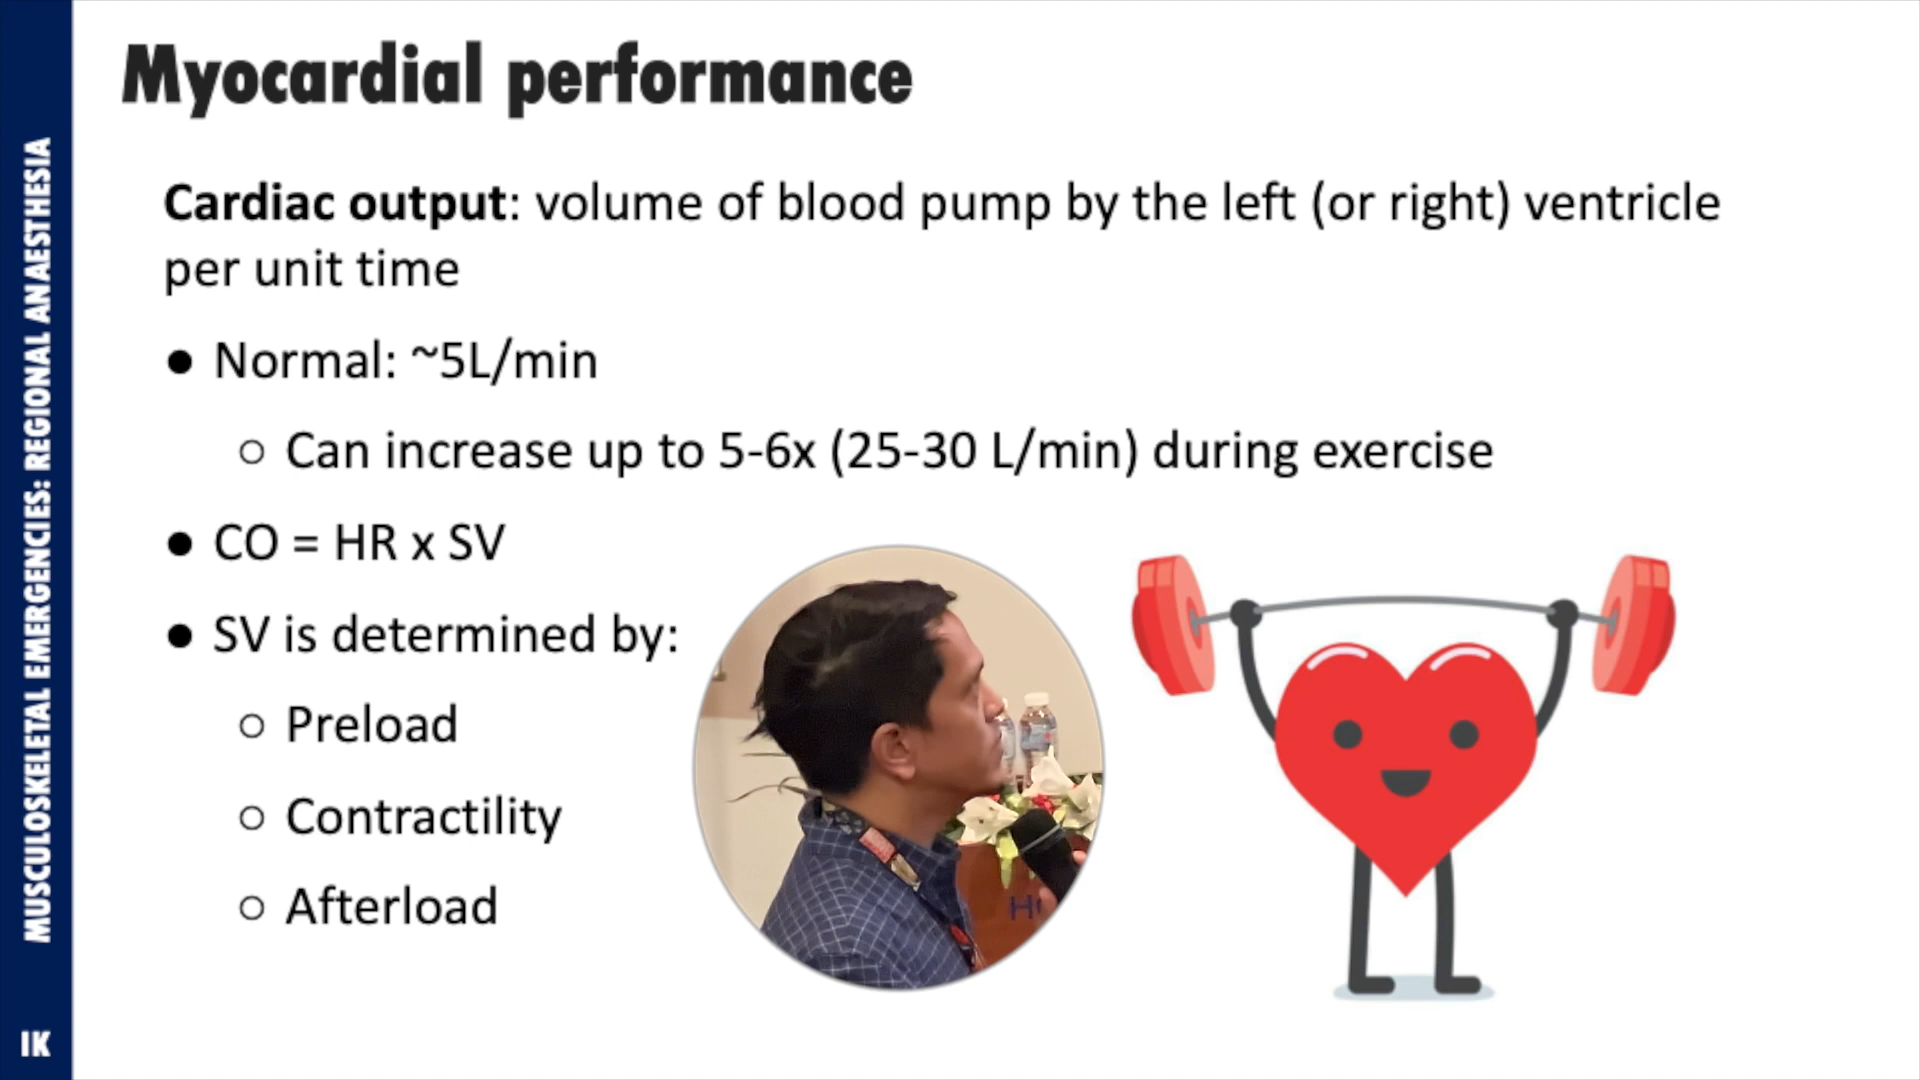 Myocardial performance
Cardiac output: volume of blood pump by the left (or right) ventricle
per unit time
● Normal: ~5L/min
○ Can increase up to 5-6x (25-30 L/min) during exercise
● CO = HR x SV
● SV is determined by:
○ Preload
○ Contractility
○ Afterload
MUSCULOSKELETAL EMERGENCIES: REGIONAL ANAESTHESIA
IK